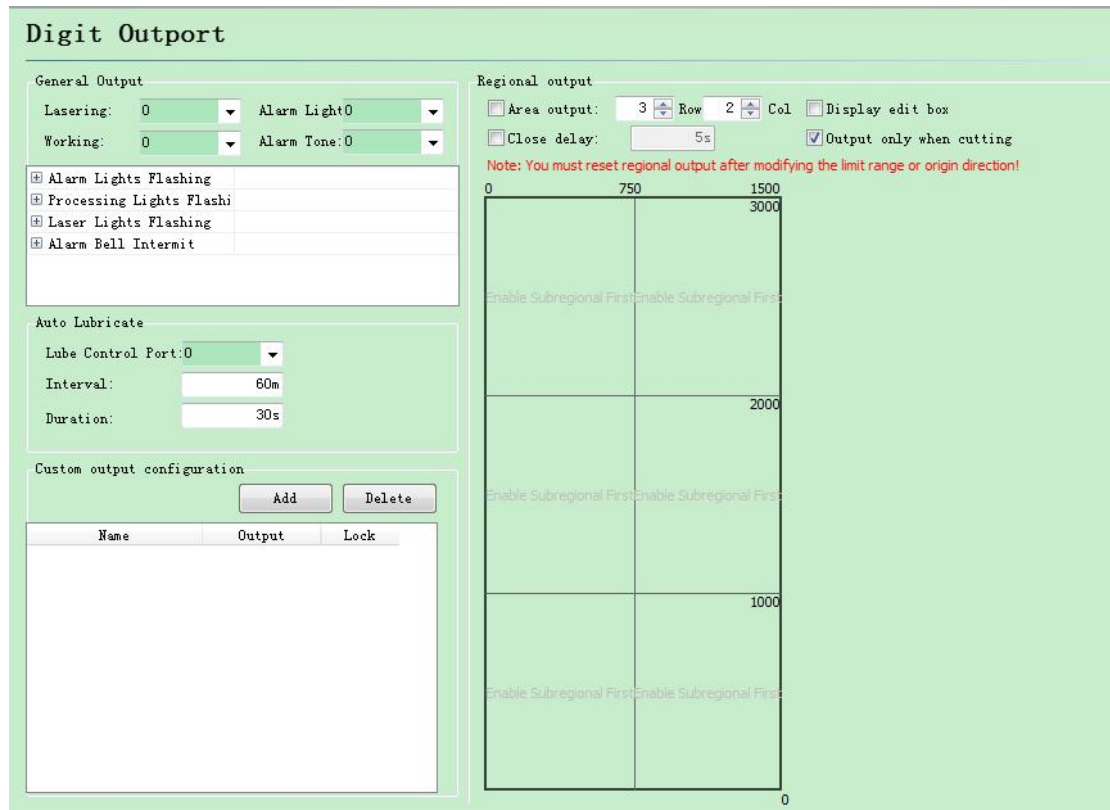 Digit Outport
General Output
Lasering: 0 Alarm Light 0
Working: 0 Alarm Tone: 0
Alarm Lights Flashing
Processing Lights Flashi
Laser Lights Flashing
Alarm Bell Intermit
Auto Lubricate
Lube Control Port: 0
Interval: 60m
Duration: 30s
Custom output configuration
Add Delete
Name Output Lock
Regional output
Area output: 3 Row 2 Col Display edit box
Close delay: 5s Output only when cutting
Note: You must reset regional output after modifying the limit range or origin direction!
0 750 1500
3000
Enable Subregional First Enable Subregional First
2000
Enable Subregional First Enable Subregional First
1000
Enable Subregional First Enable Subregional First
0